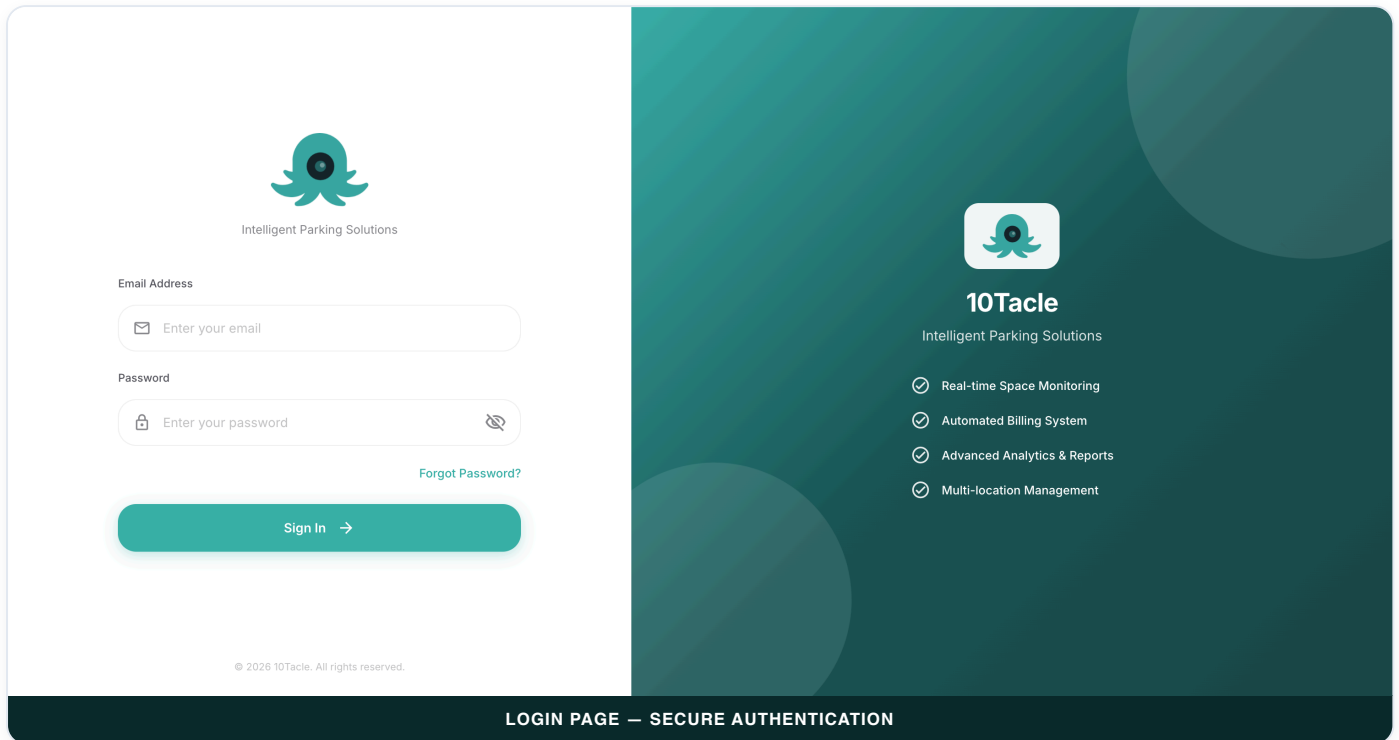 Intelligent Parking Solutions
Email Address
Enter your email
Password
Enter your password
Forgot Password?
Sign In
© 2026 10Tacle. All rights reserved.
10Tacle
Intelligent Parking Solutions
Real-time Space Monitoring
Automated Billing System
Advanced Analytics & Reports
Multi-location Management
LOGIN PAGE — SECURE AUTHENTICATION